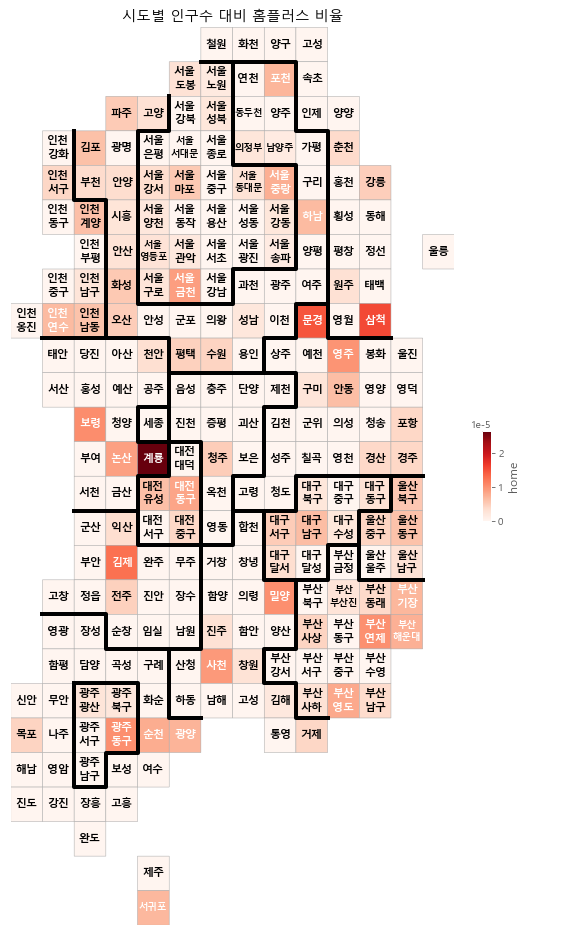 시도별 인구수 대비 홈플러스 비율
철원 화천 양구 고성
서울 도봉 서울 노원 연천 포천 속초
파주 고양 서울 강북 서울 성북 동두천 양주 인제 양양
인천 강화 김포 광명 서울 은평 서울 서대문 서울 종로 의정부 남양주 가평 춘천
인천 서구 부천 안양 서울 강서 서울 마포 서울 중구 서울 동대문 서울 중랑 구리 홍천 강릉
인천 동구 인천 계양 시흥 서울 양천 서울 동작 서울 용산 서울 성동 서울 강동 하남 횡성 동해
인천 부평 안산 서울 영등포 서울 관악 서울 서초 서울 광진 서울 송파 양평 평창 정선 울릉
인천 중구 인천 남구 화성 서울 구로 서울 금천 서울 강남 과천 광주 여주 원주 태백
인천 옹진 인천 연수 인천 남동 오산 안성 군포 의왕 성남 이천 문경 영월 삼척
태안 당진 아산 천안 평택 수원 용인 상주 예천 영주 봉화 울진
서산 홍성 예산 공주 음성 충주 단양 제천 구미 안동 영양 영덕
보령 청양 세종 진천 증평 괴산 김천 군위 의성 청송 포항
부여 논산 계룡 대전 대덕 청주 보은 성주 칠곡 영천 경산 경주
서천 금산 대전 유성 대전 동구 옥천 고령 청도 대구 북구 대구 중구 대구 동구 울산 북구
군산 익산 대전 서구 대전 중구 영동 합천 대구 서구 대구 남구 대구 수성 울산 중구 울산 동구
부안 김제 완주 무주 거창 창녕 대구 달서 대구 달성 부산 금정 울산 울주 울산 남구
고창 정읍 전주 진안 장수 함양 의령 밀양 부산 북구 부산 부산진 부산 동래 부산 기장
영광 장성 순창 임실 남원 진주 함안 양산 부산 사상 부산 동구 부산 연제 부산 해운대
함평 담양 곡성 구례 산청 사천 창원 부산 강서 부산 서구 부산 중구 부산 수영
신안 무안 광주 광산 광주 북구 화순 하동 남해 고성 김해 부산 사하 부산 영도 부산 남구
목포 나주 광주 서구 광주 동구 순천 광양 통영 거제
해남 영암 광주 남구 보성 여수
진도 강진 장흥 고흥
완도
제주
서귀포
1e-5
2
1
0
home